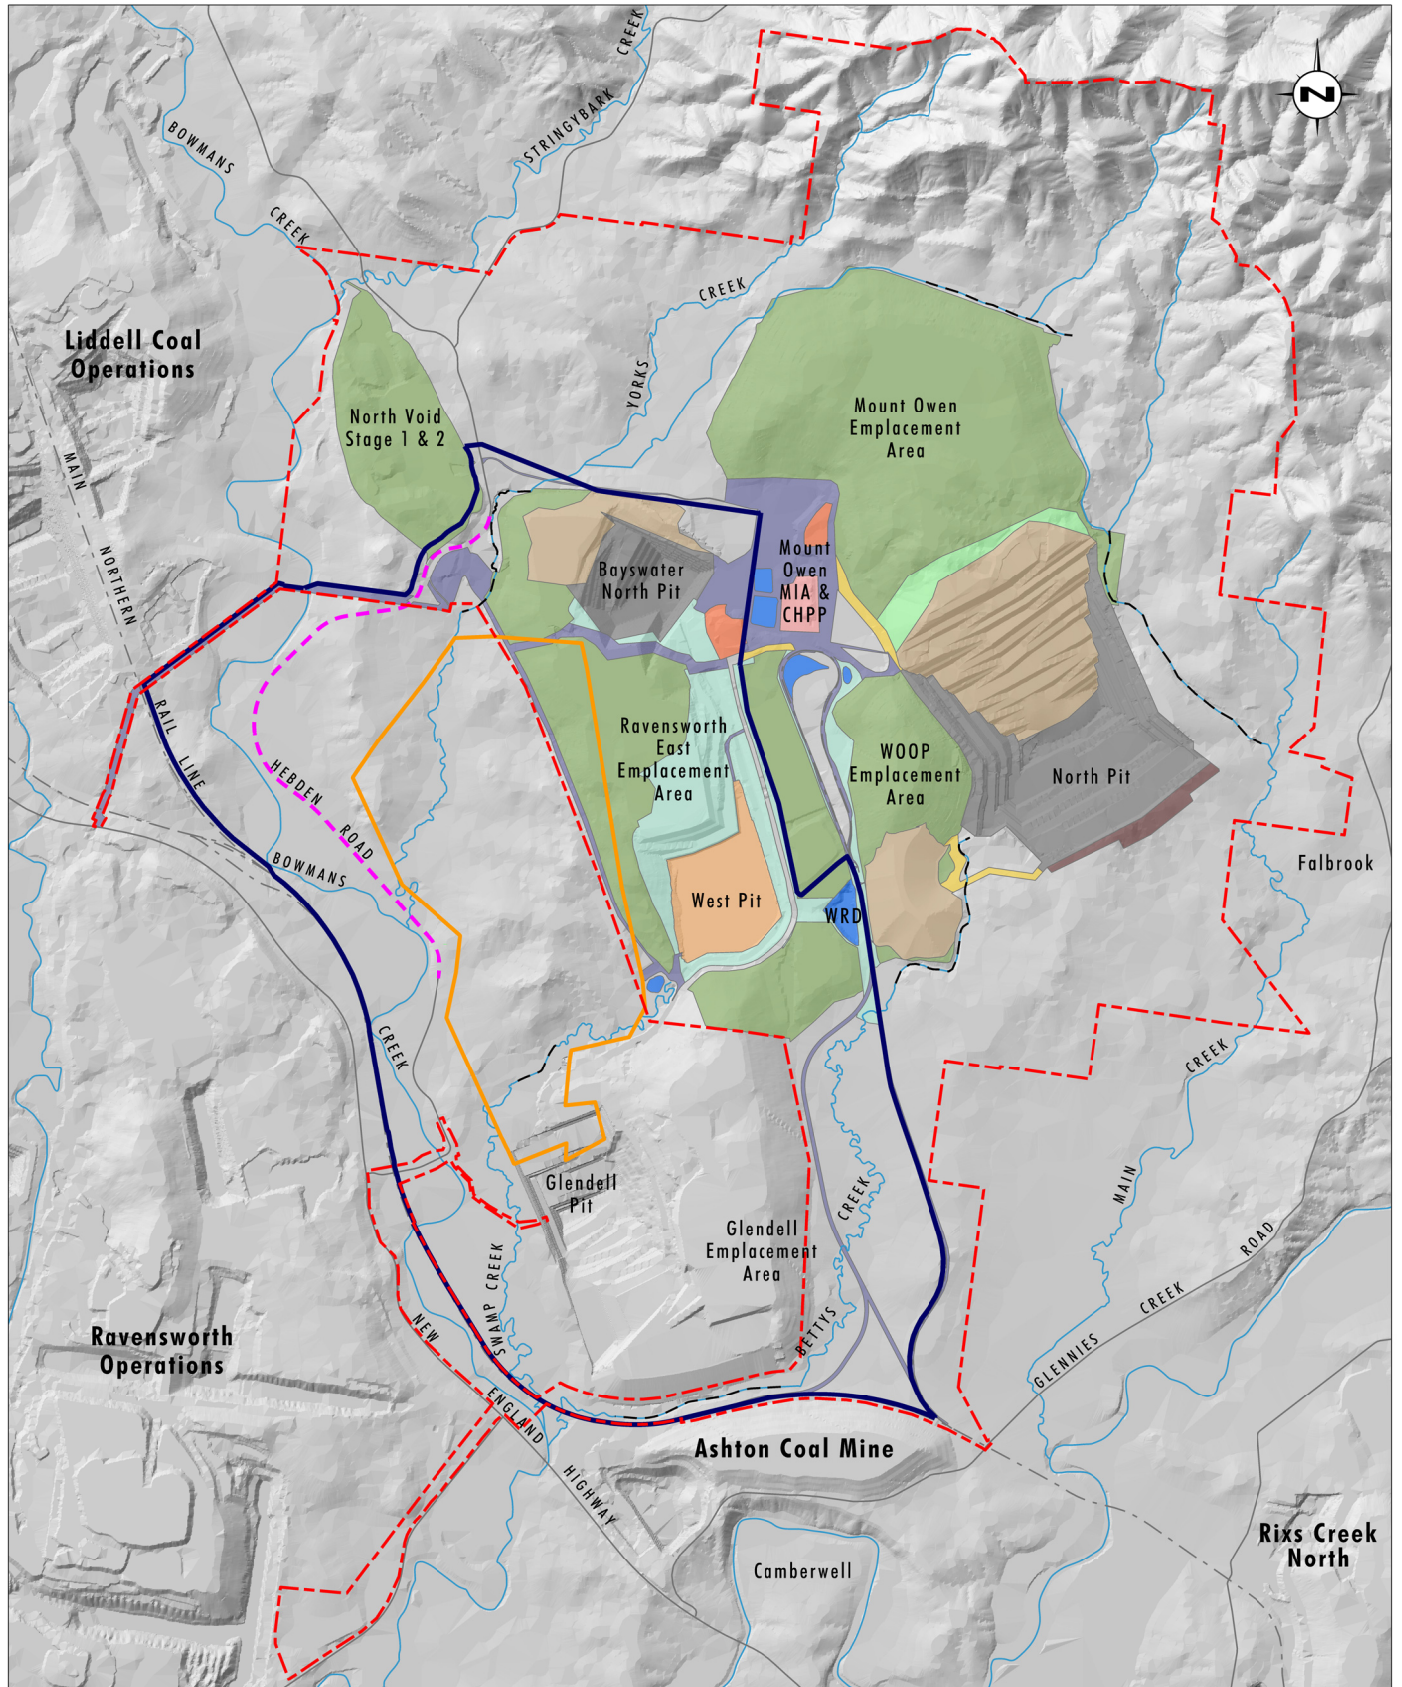 CREEK
STRINGYBARK
BOWMANS
CREEK
N
CREEK
YORKS
Liddell Coal
Operations
North Void
Stage 1 & 2
Mount Owen
Emplacement
Area
MAIN
NORTHERN
RAIL LINE
Bayswater
North Pit
Mount
Owen
MIA &
CHPP
HEBDEN
ROAD
Ravensworth
East
Emplacement
Area
WOOP
Emplacement
Area
North Pit
BOWMANS
CREEK
Falbrook
West Pit
WRD
CREEK
MAIN
Glendell
Pit
CREEK
BETTYS
Glendell
Emplacement
Area
SWAMP CREEK
ROAD
CREEK
GLENNIES
Ravensworth
Operations
NEW
ENGLAND
HIGHWAY
Ashton Coal Mine
Camberwell
Rixs Creek
North